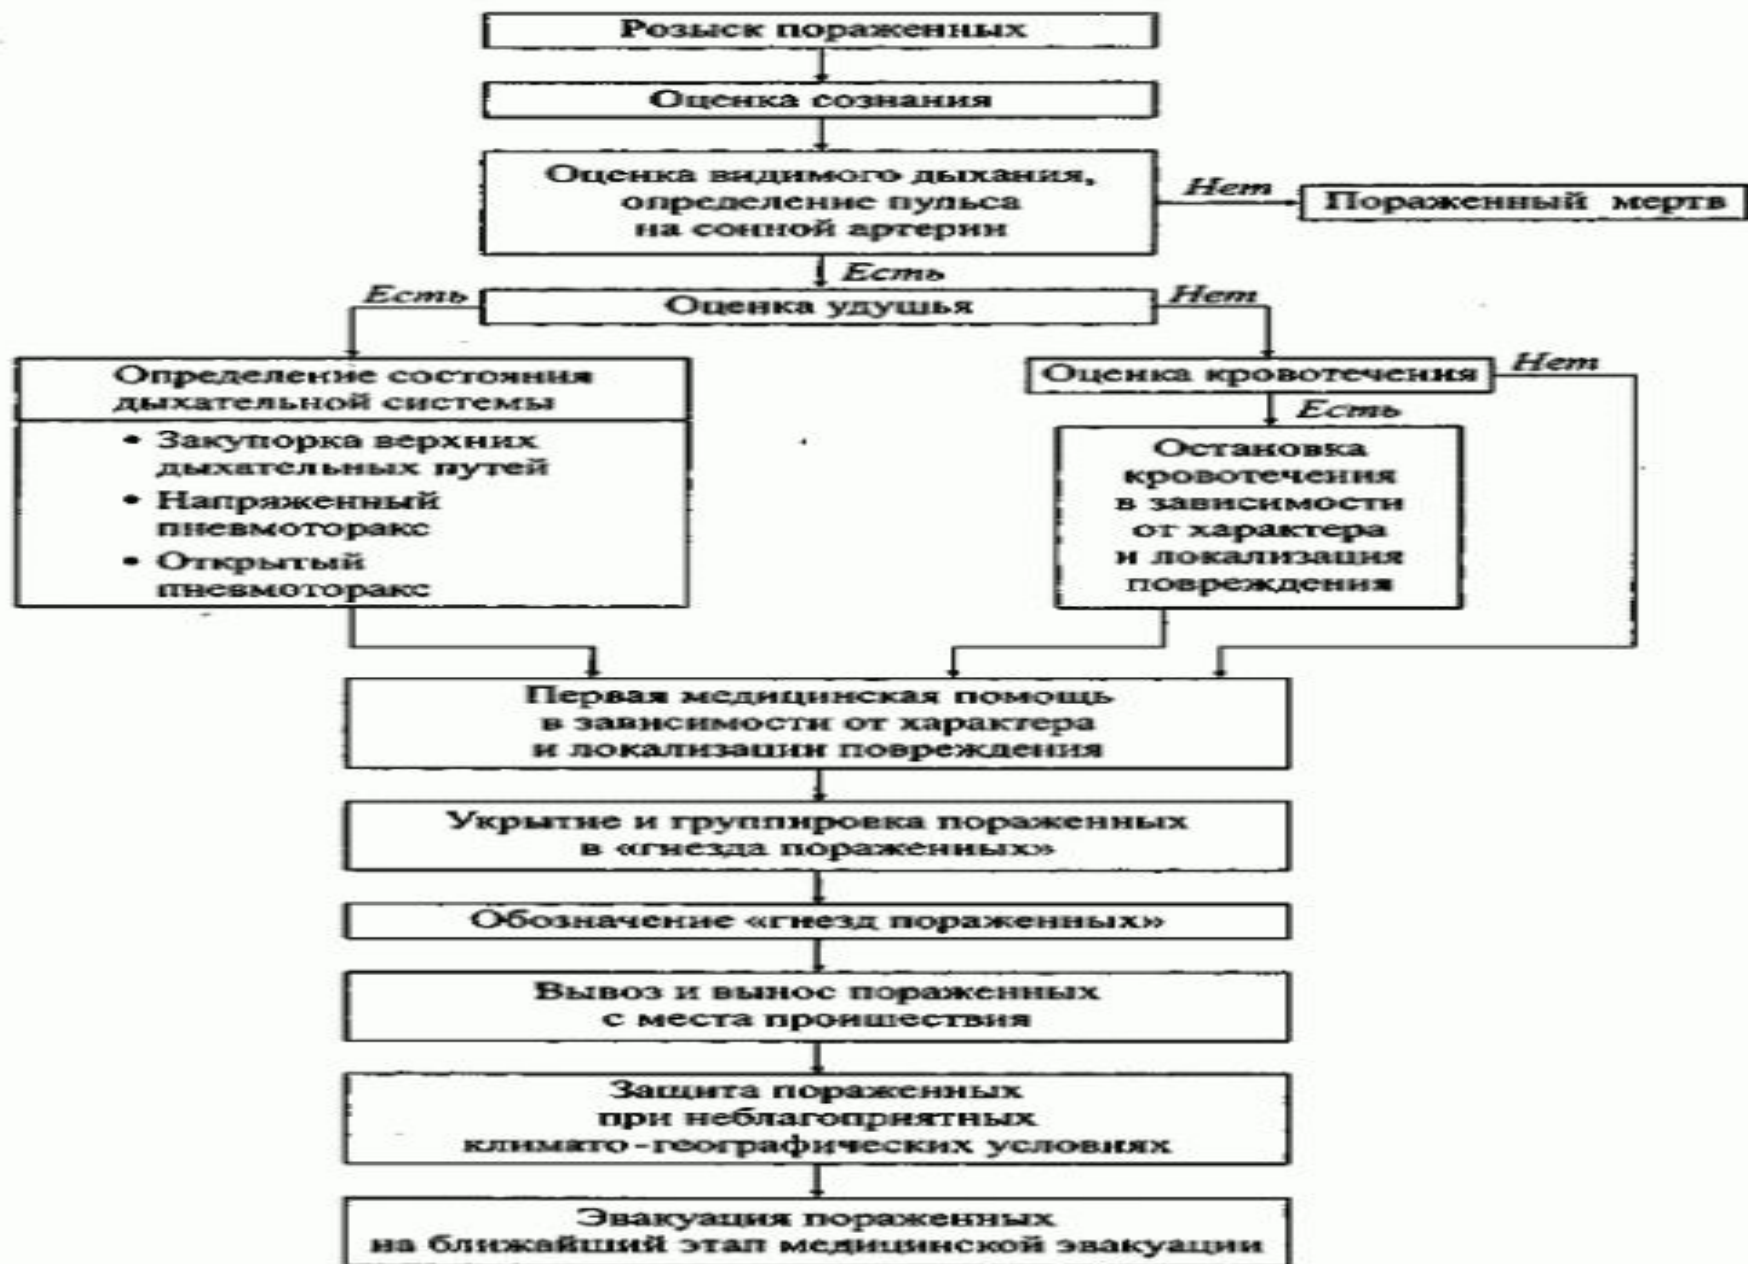 Розыск пораженных
Оценка сознания
Оценка видимого дыхания,
определение пульса
на сонной артерии
Нет
Пораженный мертв
Есть
Есть
Оценка удушья
Нет
Определение состояния
дыхательной системы
• Закупорка верхних
дыхательных путей
• Напряженный
пневмоторакс
• Открытый
пневмоторакс
Оценка кровотечения
Нет
Есть
Остановка
кровотечения
в зависимости
от характера
и локализация
повреждения
Первая медицинская помощь
в зависимости от характера
и локализации повреждения
Укрытие и группировка пораженных
в «гнезда пораженных»
Обозначение «гнезд пораженных»
Вывоз и вынос пораженных
с места происшествия
Защита пораженных
при неблагоприятных
климато-географических условиях
Эвакуация пораженных
на ближайший этап медицинской эвакуации